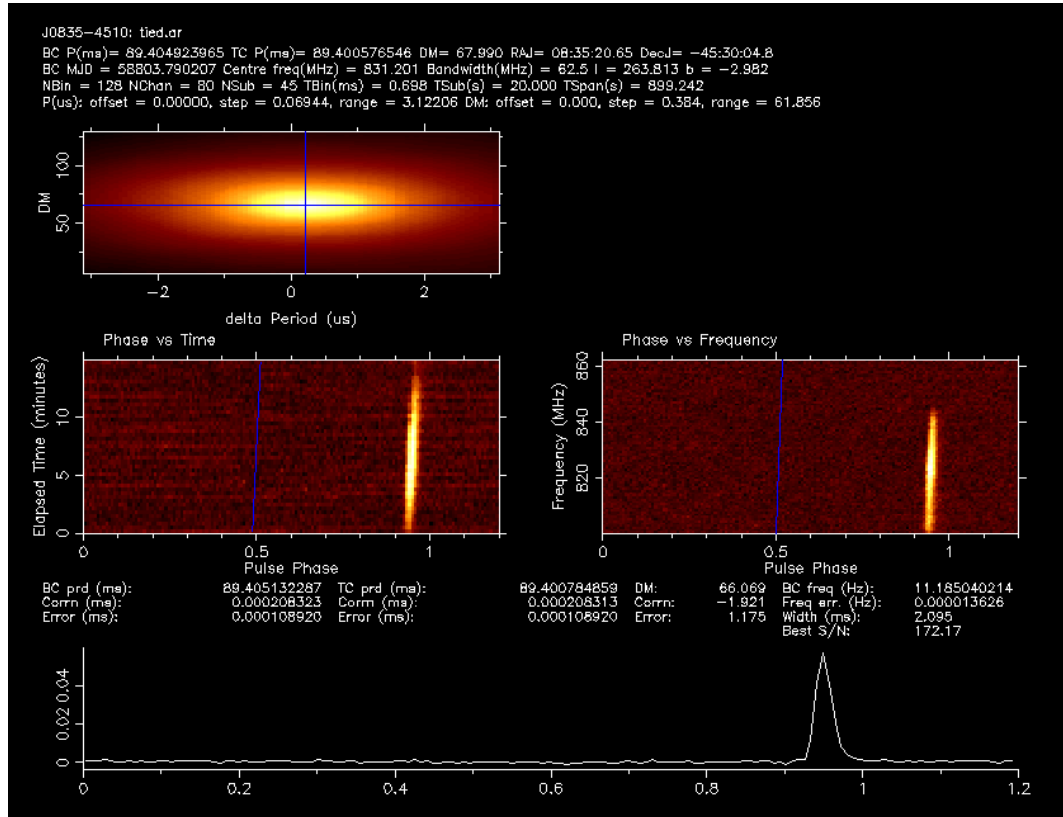 J0835-4510: tied.ar
BC P(ms)= 89.404923965 TC P(ms)= 89.400576546 DM= 67.990 RAJ= 08:35:20.65 DecJ= -45:30:04.8
BC MJD = 58803.790207 Centre freq(MHz) = 831.201 Bandwidth(MHz) = 62.5 l = 263.813 b = -2.982
NBin = 128 NChan = 80 NSub = 45 TBin(ms) = 0.698 TSub(s) = 20.000 TSpan(s) = 899.242
P(us): offset = 0.00000, step = 0.06944, range = 3.12206 DM: offset = 0.000, step = 0.384, range = 61.856
DM
100
50
-2 0 2
delta Period (us)
Phase vs Time
Elapsed Time (minutes)
10
5
0
0 0.5 1
Pulse Phase
Phase vs Frequency
Frequency (MHz)
860
840
820
0 0.5 1
Pulse Phase
BC prd (ms): 89.405132287 TC prd (ms): 89.400784859 DM: 66.069 BC freq (Hz): 11.185040214
Corrn (ms): 0.000208323 Corrn (ms): 0.000208313 Corrn: -1.921 Freq err. (Hz): 0.000013626
Error (ms): 0.000108920 Error (ms): 0.000108920 Error: 1.175 Width (ms): 2.095
Best S/N: 172.17
0.04
0.02
0
0 0.2 0.4 0.6 0.8 1 1.2